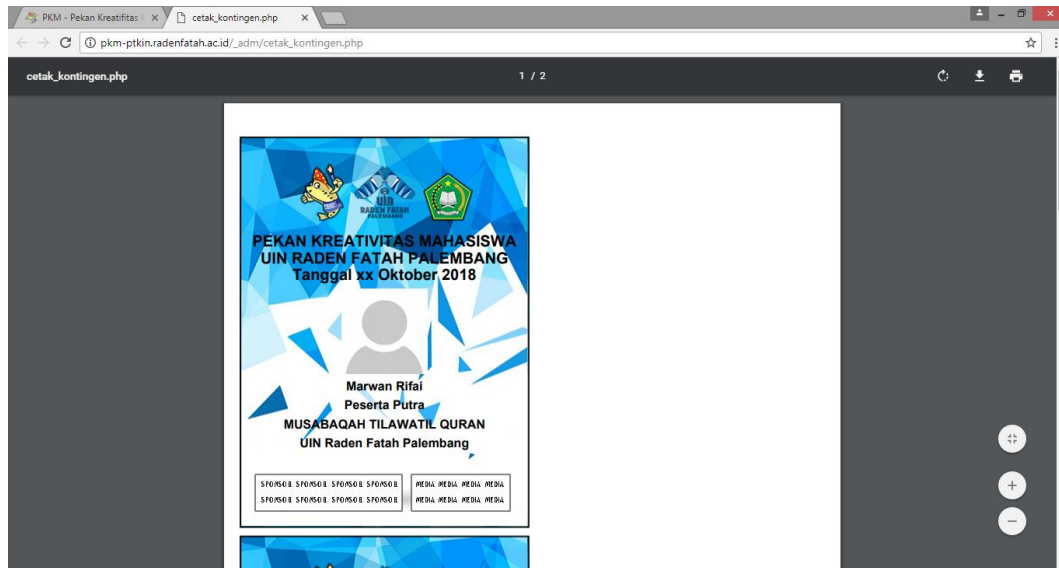 PKM - Pekan Kreatifitas
cetak_kontingen.php
pkm-ptkin.radenfatah.ac.id/_adm/cetak_kontingen.php
cetak_kontingen.php
1 / 2
uin
RADEN FATAH
PALEMBANG
PEKAN KREATIVITAS MAHASISWA
UIN RADEN FATAH PALEMBANG
Tanggal xx Oktober 2018
Marwan Rifai
Peserta Putra
MUSABAQAH TILAWATIL QURAN
UIN Raden Fatah Palembang
SPONSOR SPONSOR SPONSOR SPONSOR
SPONSOR SPONSOR SPONSOR SPONSOR
MEDIA MEDIA MEDIA MEDIA
MEDIA MEDIA MEDIA MEDIA